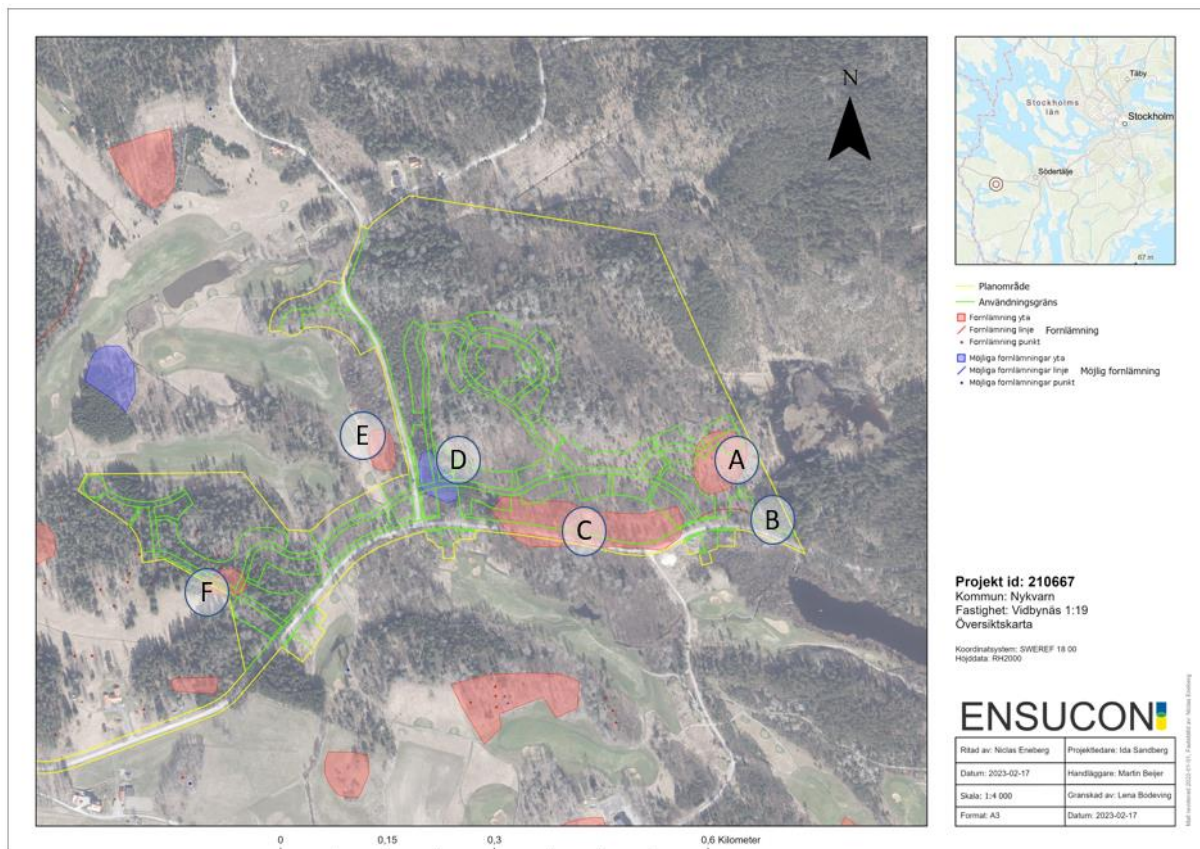 N
A
B
C
D
E
F
0
0,15
0,3
0,6 Kilometer
Täby
Stockholms
län
Stockholm
Södertälje
67 m
Planområde
Användningsgräns
Fornlämning yta
Fornlämning linje Fornlämning
Fornlämning punkt
Möjliga fornlämningar yta
Möjliga fornlämningar linje Möjlig fornlämning
Möjliga fornlämningar punkt
Projekt id: 210667
Kommun: Nykvarn
Fastighet: Vidbynäs 1:19
Översiktskarta
Koordinatsystem: SWEREF 18 00
Höjddata: RH2000
ENSUCON
Ritad av: Niclas Eneberg
Projektledare: Ida Sandberg
Datum: 2023-02-17
Handläggare: Martin Beijer
Skala: 1:4 000
Granskad av: Lena Bodeving
Format: A3
Datum: 2023-02-17